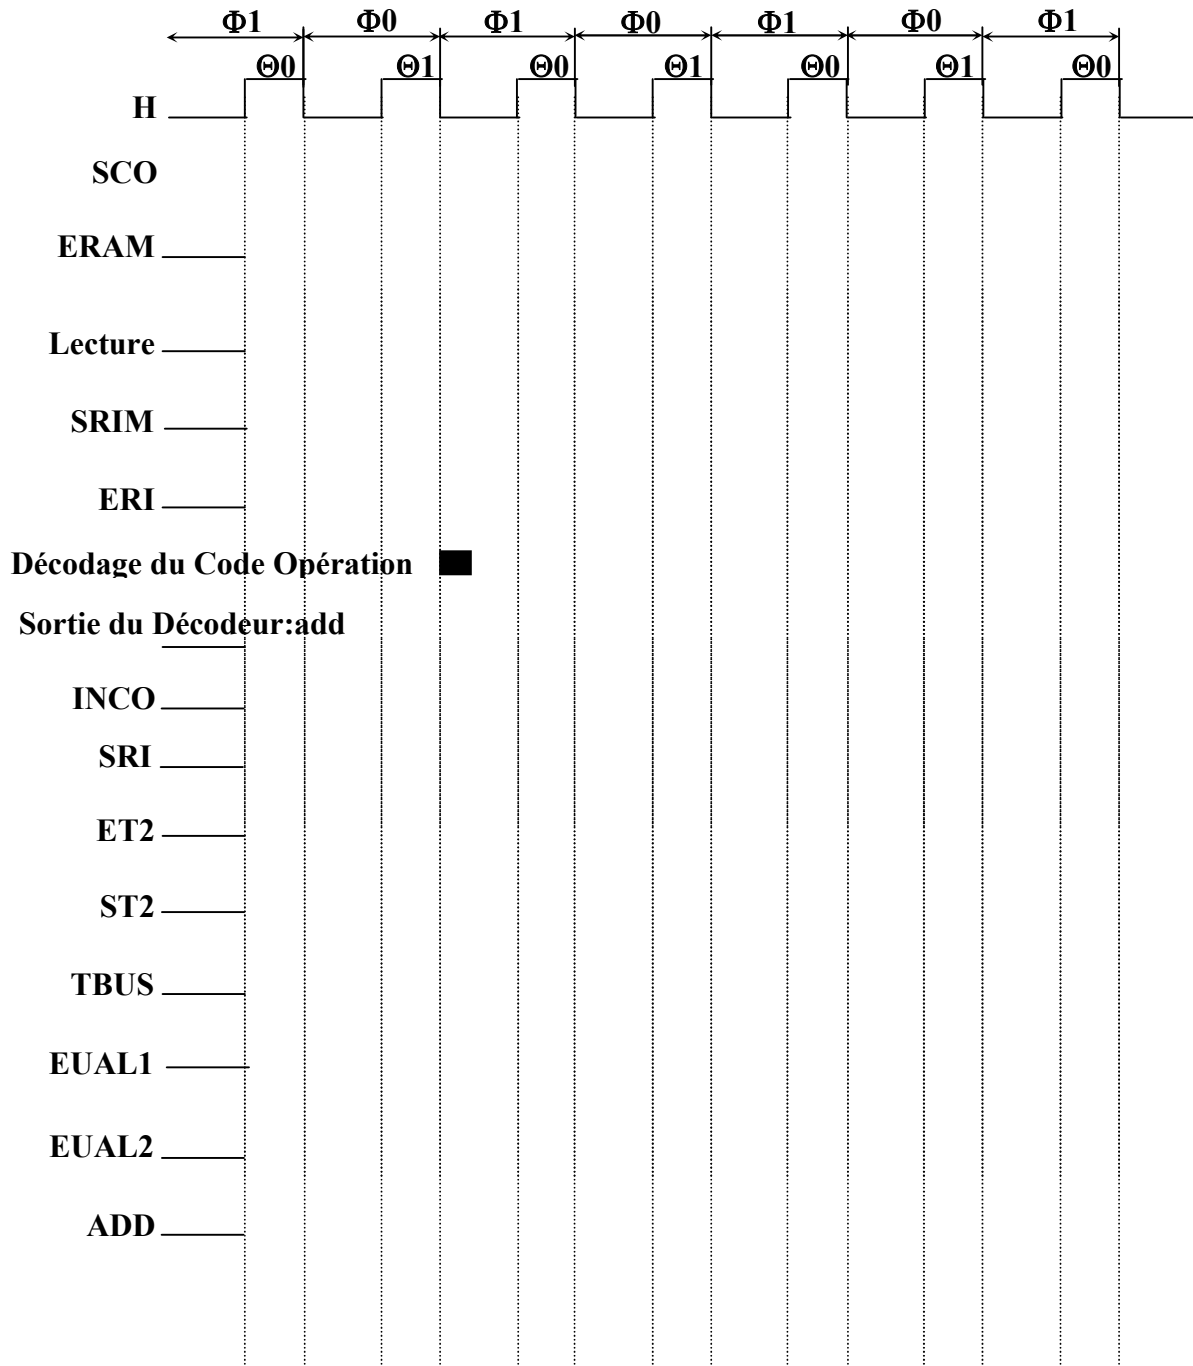 Φ1 Φ0 Φ1 Φ0 Φ1 Φ0 Φ1
Θ0 Θ1 Θ0 Θ1 Θ0 Θ1 Θ0
H
SCO
ERAM
Lecture
SRIM
ERI
Décodage du Code Opération
Sortie du Décodeur:add
INCO
SRI
ET2
ST2
TBUS
EUAL1
EUAL2
ADD